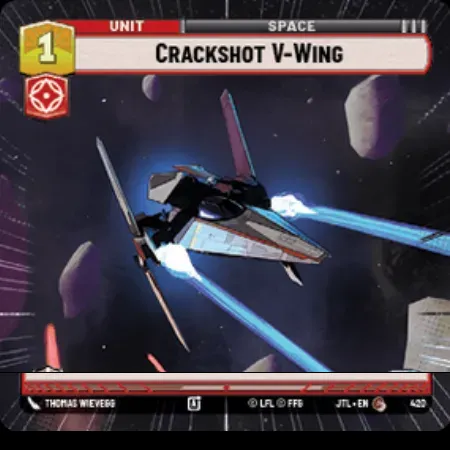 UNIT
SPACE
1
CRACKSHOT V-WING
THOMAS WIEVEGG
© LFL © FFG
JTL • EN
420